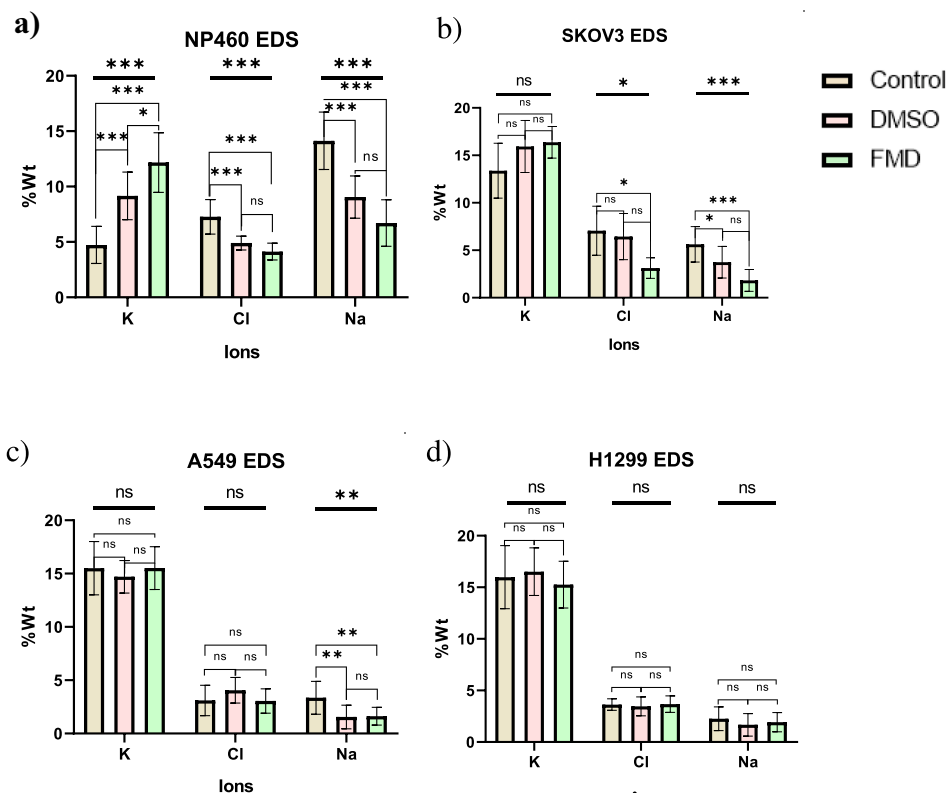 a)
NP460 EDS
*** *** ***
*** ***
*** * *** *** *** ns ns
20
15
10
5
0
%Wt
K Cl Na
Ions
b)
SKOV3 EDS
ns * ***
ns * ***
ns ns ns ns * ns
20
15
10
5
0
%Wt
K Cl Na
Ions
Control
DMSO
FMD
c)
A549 EDS
ns ns **
ns ns **
ns ns ns ns ** ns
20
15
10
5
0
%Wt
K Cl Na
Ions
d)
H1299 EDS
ns ns ns
ns ns ns
ns ns ns ns ns ns
20
15
10
5
0
%Wt
K Cl Na